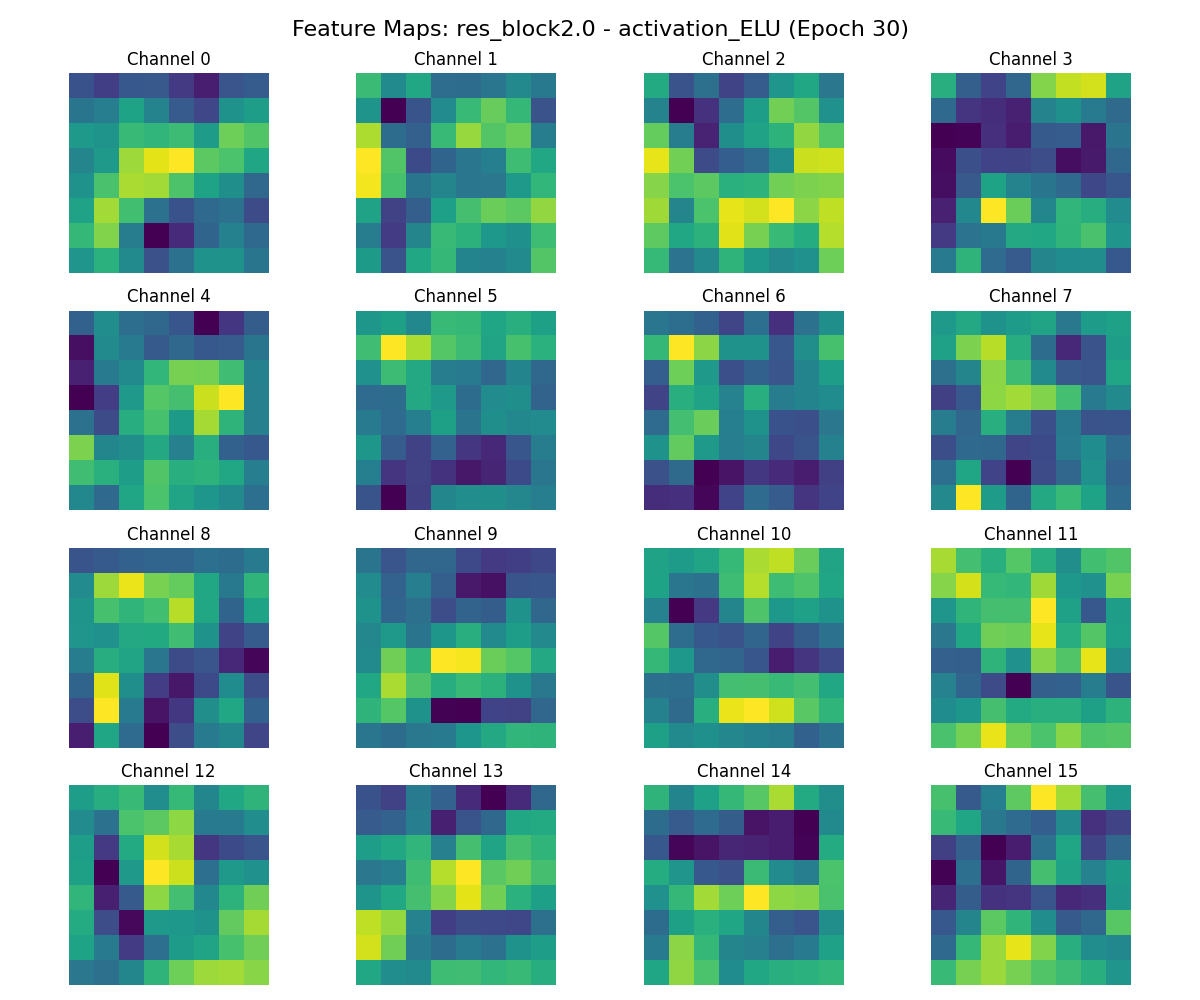 Feature Maps: res_block2.0 - activation_ELU (Epoch 30)
Channel 0 Channel 1 Channel 2 Channel 3
Channel 4 Channel 5 Channel 6 Channel 7
Channel 8 Channel 9 Channel 10 Channel 11
Channel 12 Channel 13 Channel 14 Channel 15